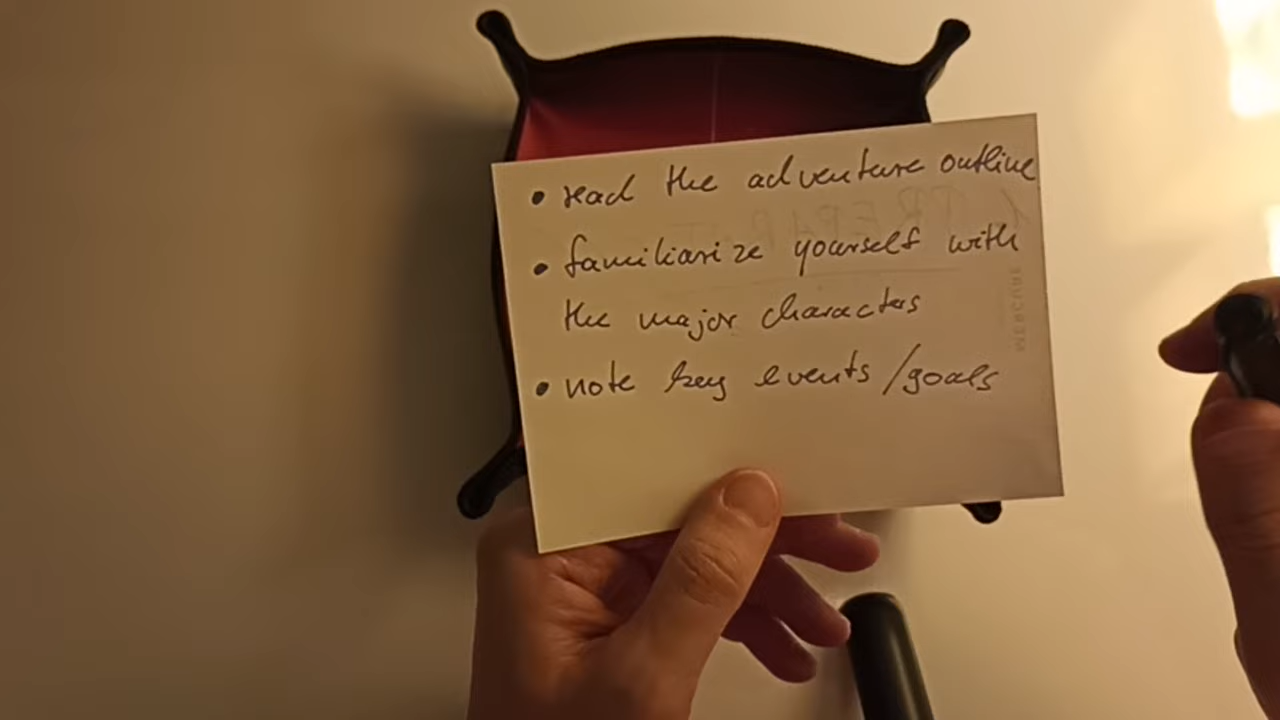 • read the adventure outline
• familiarize yourself with
the major characters
• note key events/goals